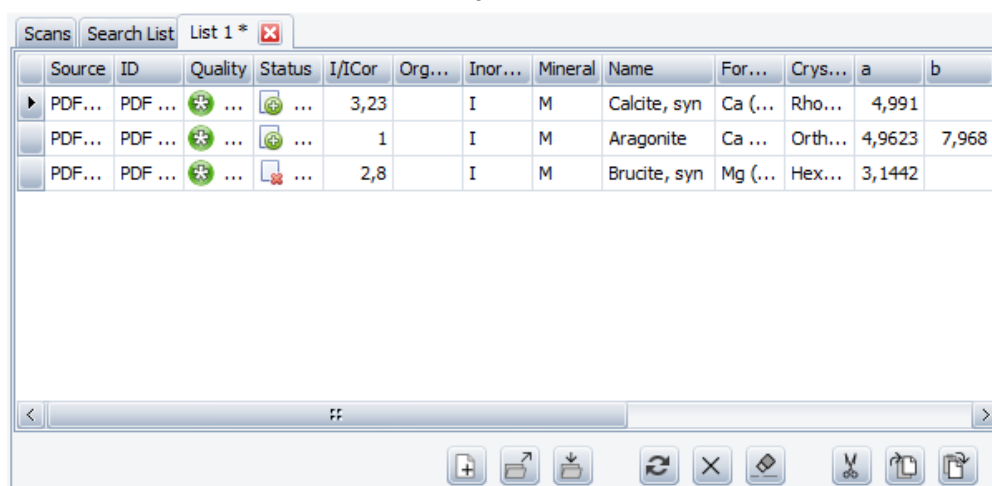 Scans Search List List 1 *
Source ID Quality Status I/ICor Org... Inor... Mineral Name For... Crys... a b
PDF... PDF ... ... ... 3,23 I M Calcite, syn Ca (... Rho... 4,991
PDF... PDF ... ... ... 1 I M Aragonite Ca ... Orth... 4,9623 7,968
PDF... PDF ... ... ... 2,8 I M Brucite, syn Mg (... Hex... 3,1442